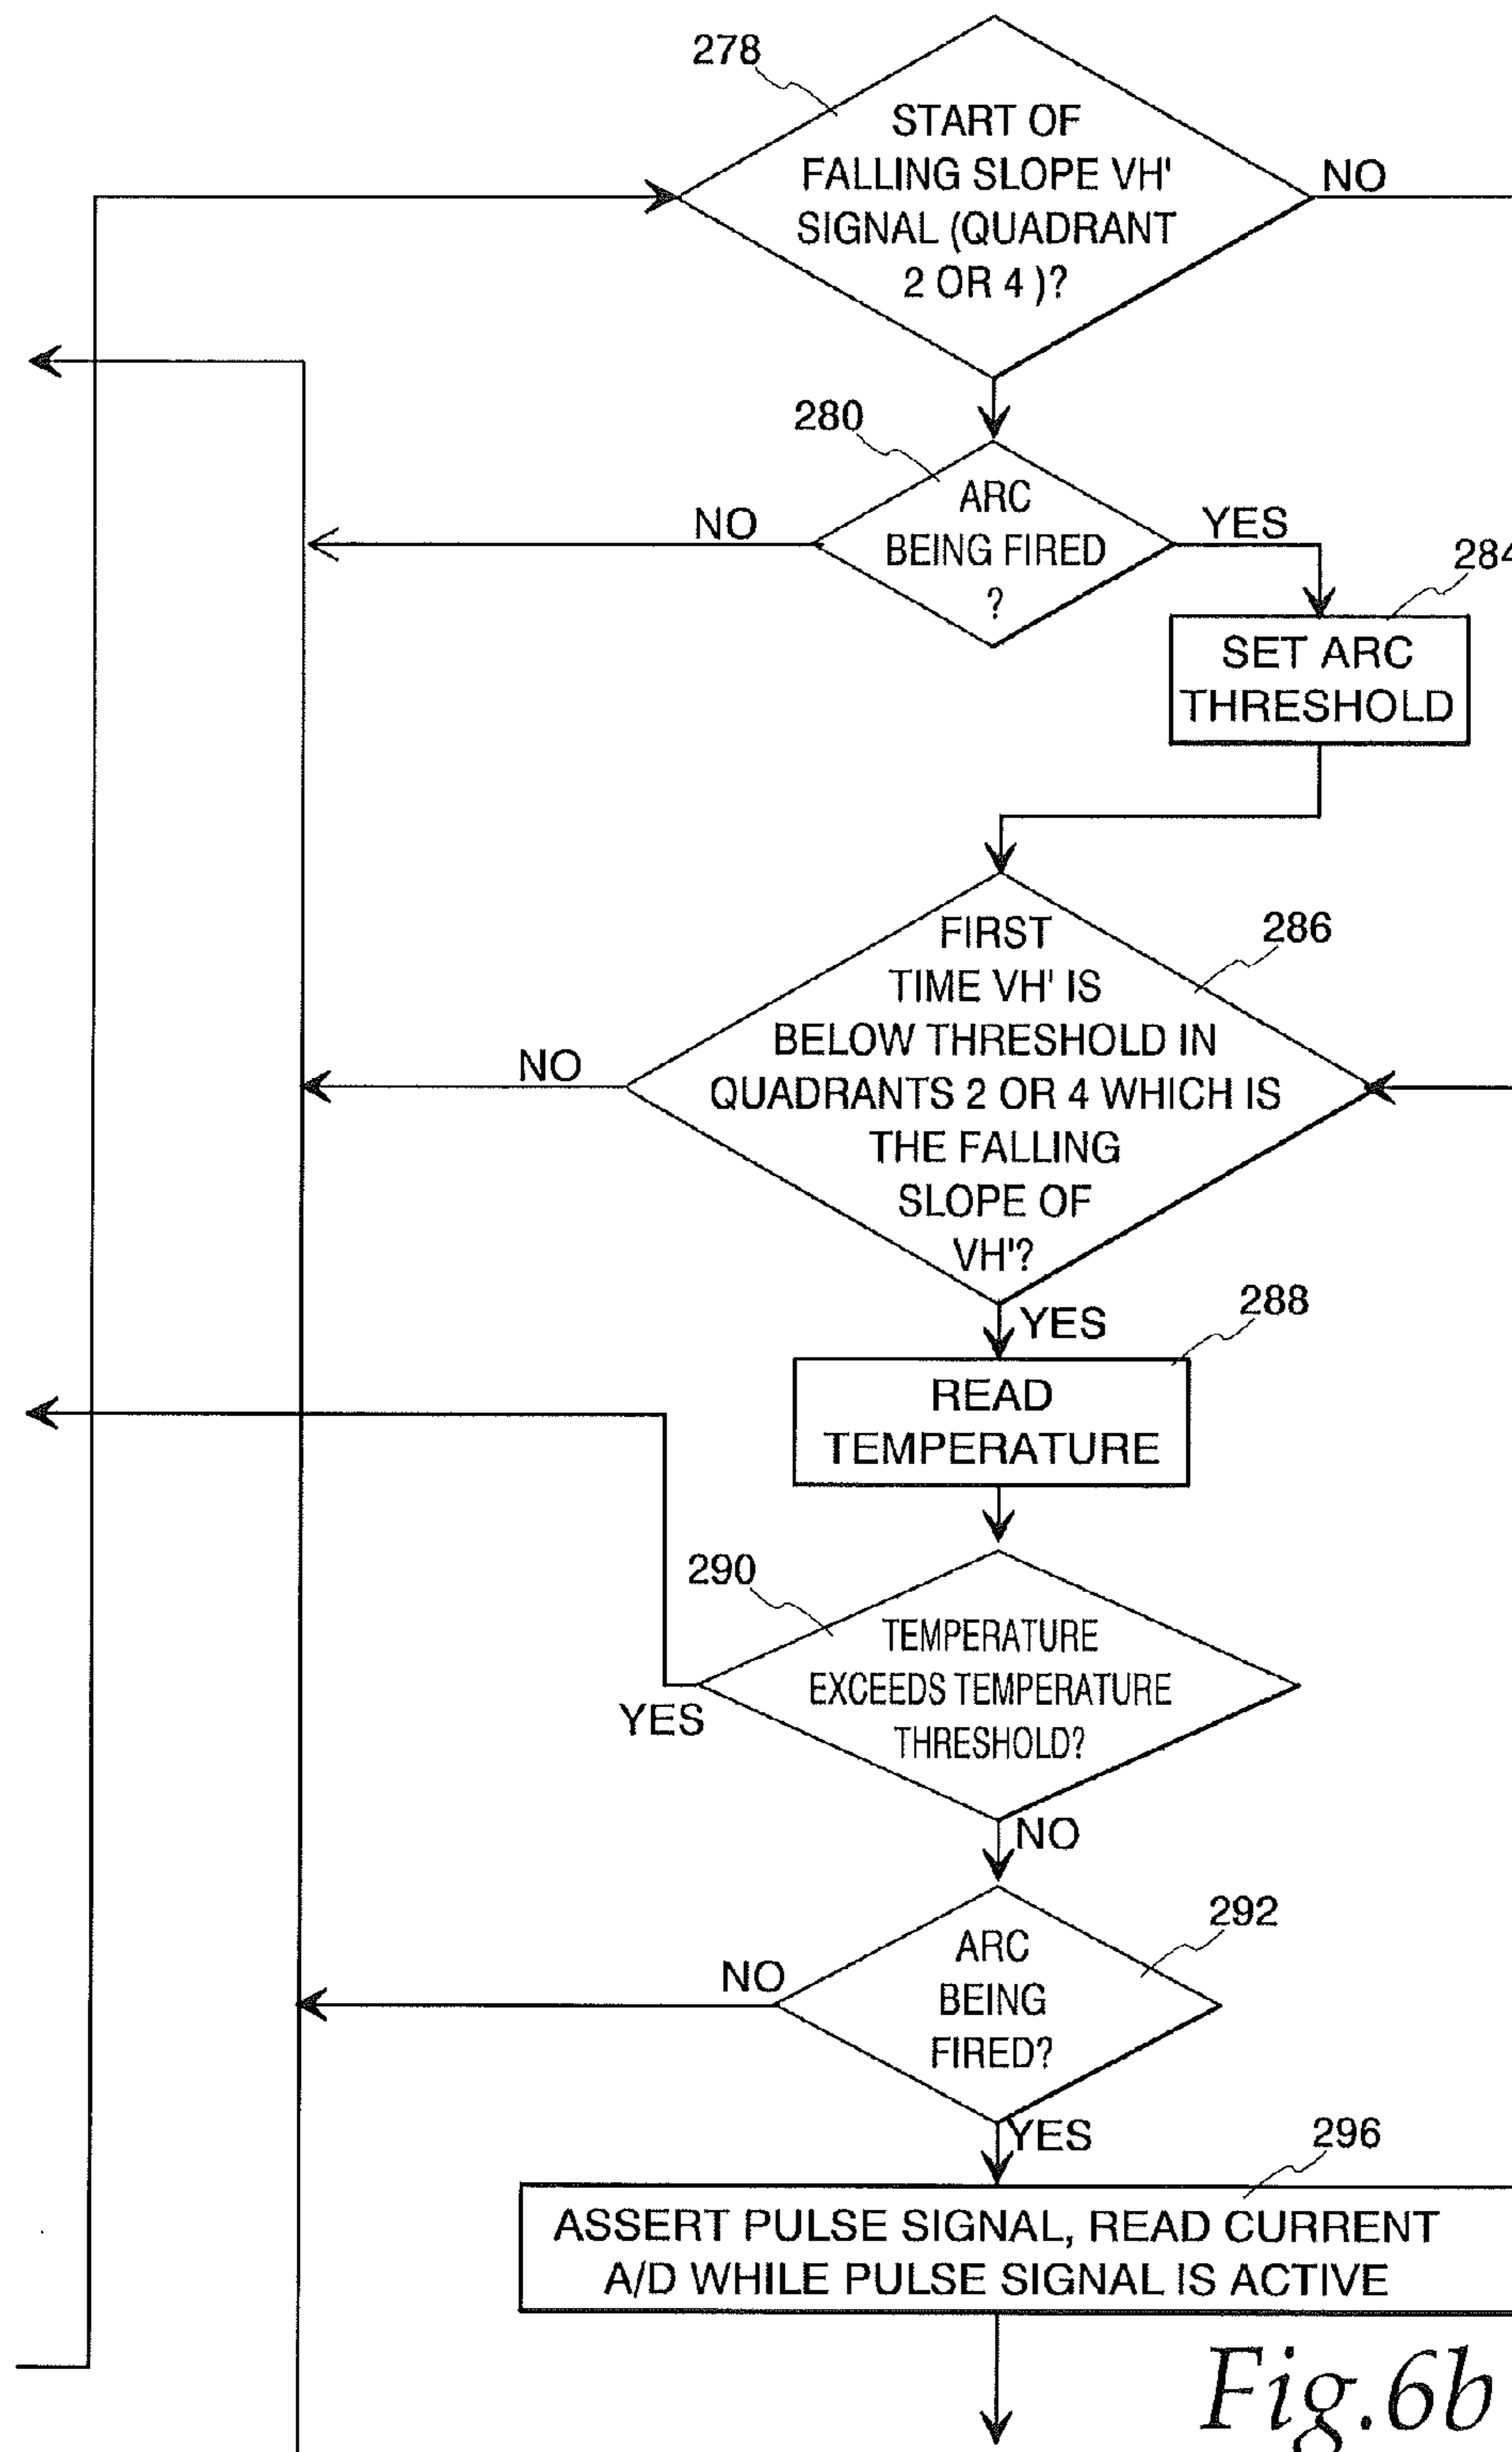 278
START OF
FALLING SLOPE VH'
SIGNAL (QUADRANT
2 OR 4 )?
NO
280
ARC
BEING FIRED
?
NO
YES
284
SET ARC
THRESHOLD
FIRST
TIME VH' IS
BELOW THRESHOLD IN
QUADRANTS 2 OR 4 WHICH IS
THE FALLING
SLOPE OF
VH'?
286
NO
YES
288
READ
TEMPERATURE
290
TEMPERATURE
EXCEEDS TEMPERATURE
THRESHOLD?
YES
NO
292
ARC
BEING
FIRED?
NO
YES
296
ASSERT PULSE SIGNAL, READ CURRENT
A/D WHILE PULSE SIGNAL IS ACTIVE
Fig.6b